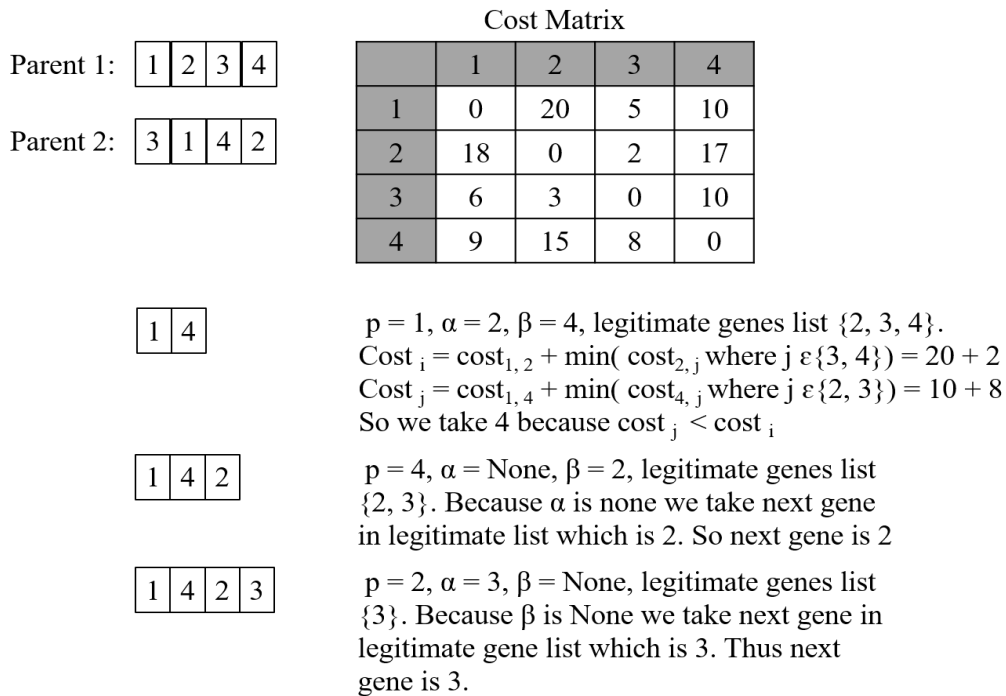 Cost Matrix
Parent 1: 1 2 3 4
Parent 2: 3 1 4 2
1 2 3 4
1 0 20 5 10
2 18 0 2 17
3 6 3 0 10
4 9 15 8 0
1 4
p = 1, α = 2, β = 4, legitimate genes list {2, 3, 4}.
Cost i = cost1, 2 + min( cost2, j where j ε{3, 4}) = 20 + 2
Cost j = cost1, 4 + min( cost4, j where j ε{2, 3}) = 10 + 8
So we take 4 because cost j < cost i
1 4 2
p = 4, α = None, β = 2, legitimate genes list
{2, 3}. Because α is none we take next gene
in legitimate list which is 2. So next gene is 2
1 4 2 3
p = 2, α = 3, β = None, legitimate genes list
{3}. Because β is None we take next gene in
legitimate gene list which is 3. Thus next
gene is 3.